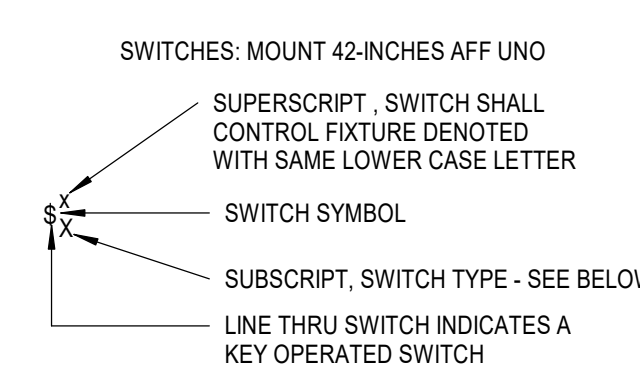 SWITCHES: MOUNT 42-INCHES AFF UNO
SUPERSCRIPT , SWITCH SHALL
CONTROL FIXTURE DENOTED
WITH SAME LOWER CASE LETTER
x
$
X
SWITCH SYMBOL
SUBSCRIPT, SWITCH TYPE - SEE BELOW
LINE THRU SWITCH INDICATES A
KEY OPERATED SWITCH